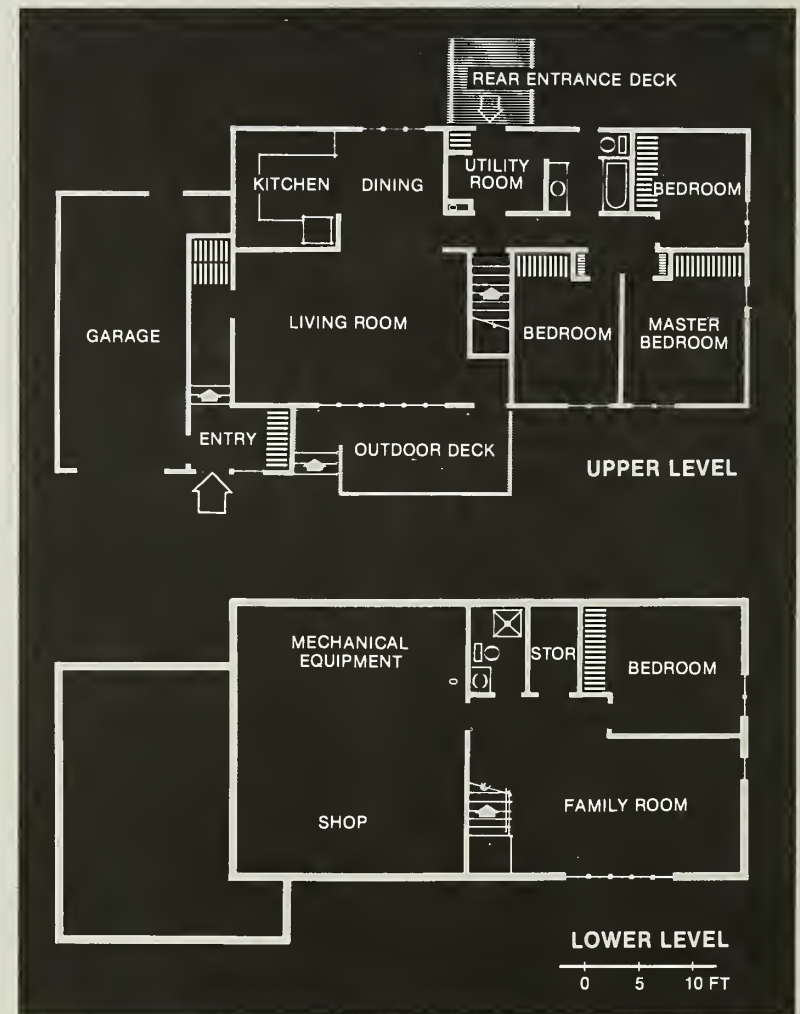 REAR ENTRANCE DECK
KITCHEN
DINING
UTILITY
ROOM
BEDROOM
GARAGE
LIVING ROOM
BEDROOM
MASTER
BEDROOM
ENTRY
OUTDOOR DECK
UPPER LEVEL
MECHANICAL
EQUIPMENT
STOR
BEDROOM
SHOP
FAMILY ROOM
LOWER LEVEL
0 5 10 FT